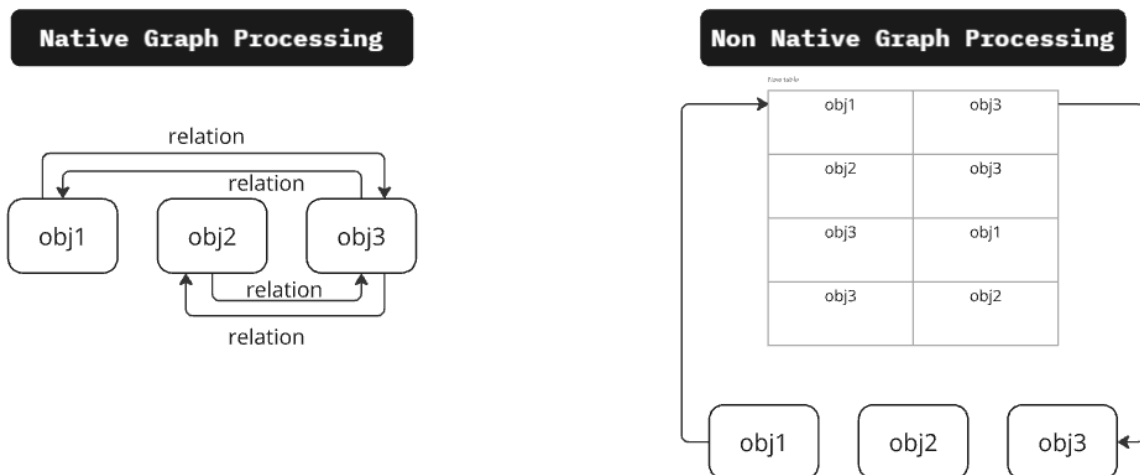 Native Graph Processing
relation
relation
obj1
obj2
obj3
relation
relation
Non Native Graph Processing
obj1 obj3
obj2 obj3
obj3 obj1
obj3 obj2
obj1
obj2
obj3